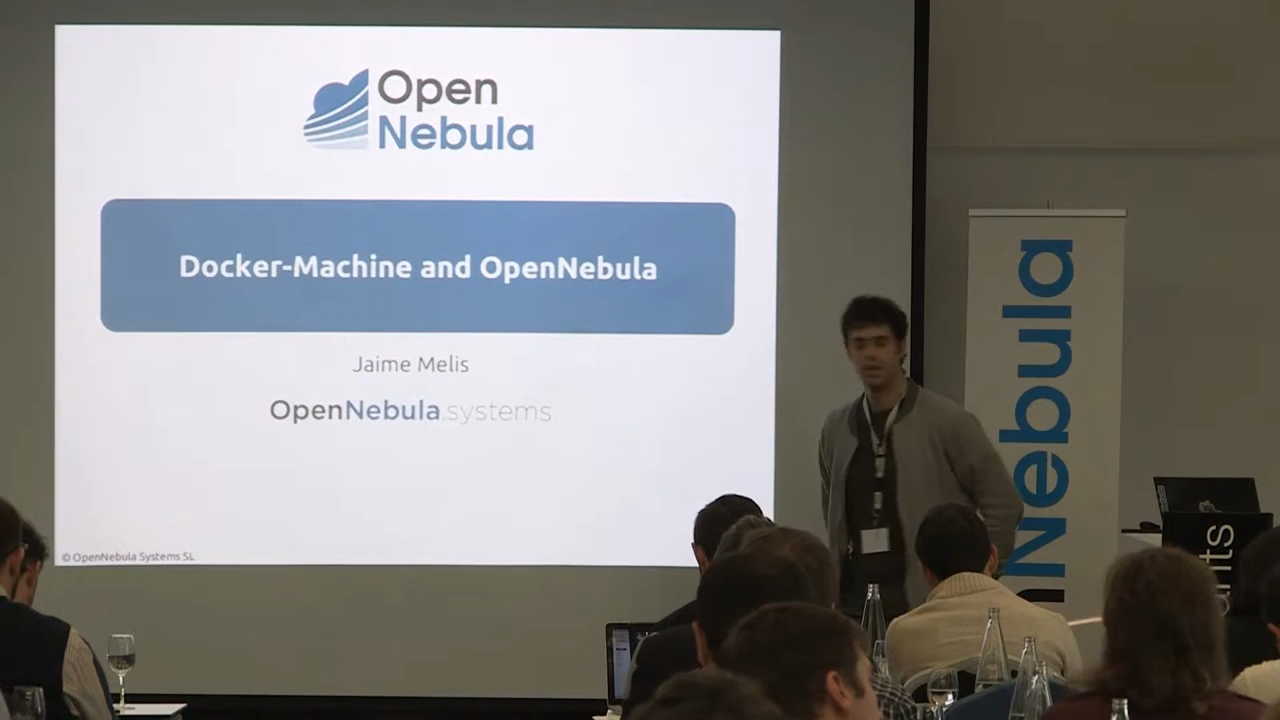 Open
Nebula
Docker-Machine and OpenNebula
Jaime Melis
OpenNebula.systems
© OpenNebula Systems SL
Nebula